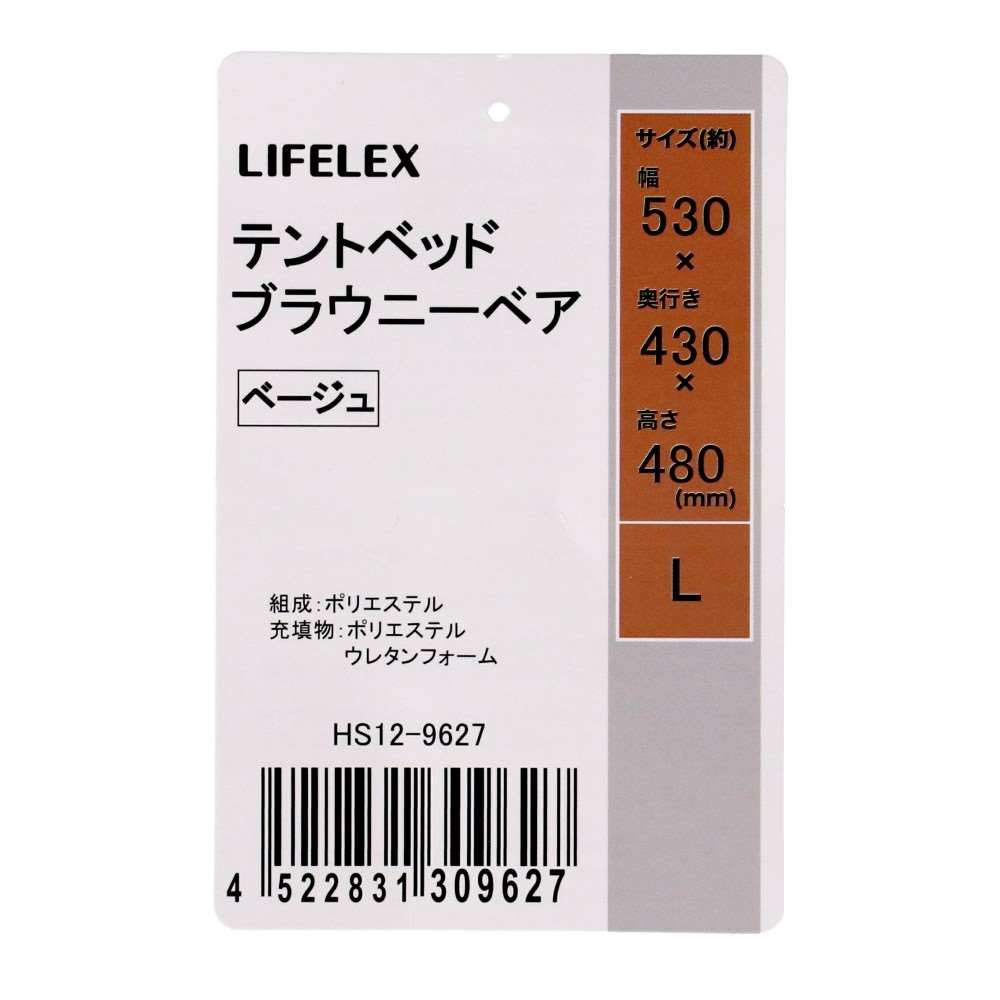 LIFELEX
テントベッド
ブラウニーベア
ベージュ
組成:ポリエステル
充填物:ポリエステル
ウレタンフォーム
HS12-9627
4 522831 309627
サイズ(約)
幅
530
×
奥行き
430
×
高さ
480
(mm)
L